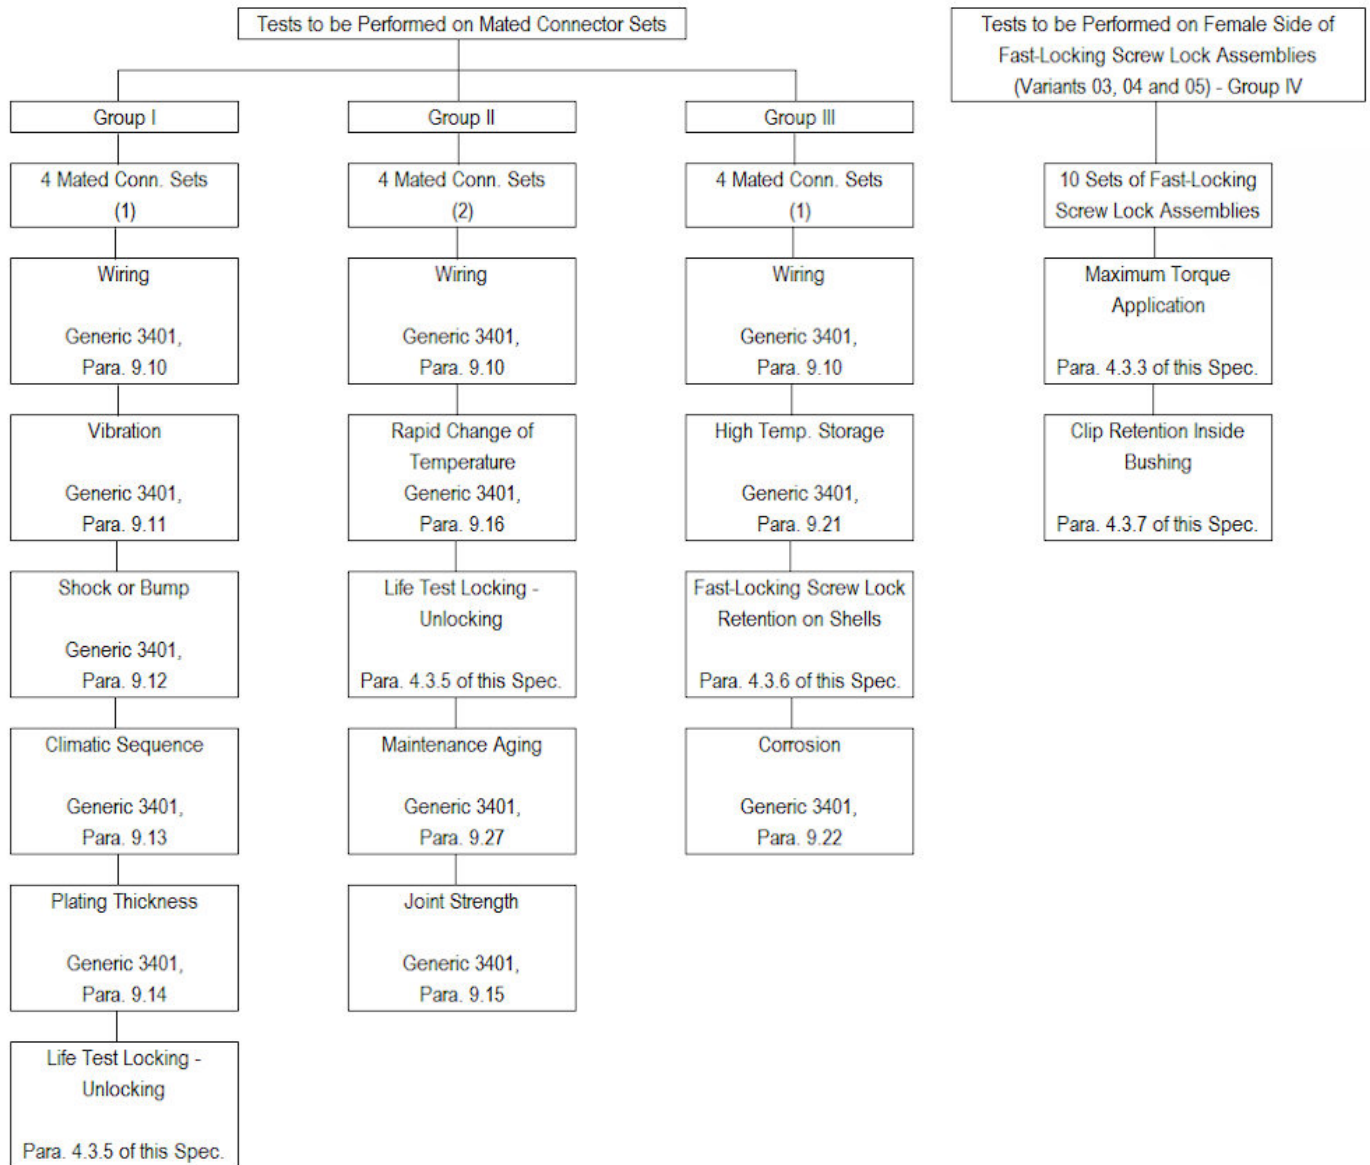 Tests to be Performed on Mated Connector Sets
Group I
4 Mated Conn. Sets
(1)
Wiring
Generic 3401,
Para. 9.10
Vibration
Generic 3401,
Para. 9.11
Shock or Bump
Generic 3401,
Para. 9.12
Climatic Sequence
Generic 3401,
Para. 9.13
Plating Thickness
Generic 3401,
Para. 9.14
Life Test Locking -
Unlocking
Para. 4.3.5 of this Spec.
Group II
4 Mated Conn. Sets
(2)
Wiring
Generic 3401,
Para. 9.10
Rapid Change of
Temperature
Generic 3401,
Para. 9.16
Life Test Locking -
Unlocking
Para. 4.3.5 of this Spec.
Maintenance Aging
Generic 3401,
Para. 9.27
Joint Strength
Generic 3401,
Para. 9.15
Group III
4 Mated Conn. Sets
(1)
Wiring
Generic 3401,
Para. 9.10
High Temp. Storage
Generic 3401,
Para. 9.21
Fast-Locking Screw Lock
Retention on Shells
Para. 4.3.6 of this Spec.
Corrosion
Generic 3401,
Para. 9.22
Tests to be Performed on Female Side of
Fast-Locking Screw Lock Assemblies
(Variants 03, 04 and 05) - Group IV
10 Sets of Fast-Locking
Screw Lock Assemblies
Maximum Torque
Application
Para. 4.3.3 of this Spec.
Clip Retention Inside
Bushing
Para. 4.3.7 of this Spec.